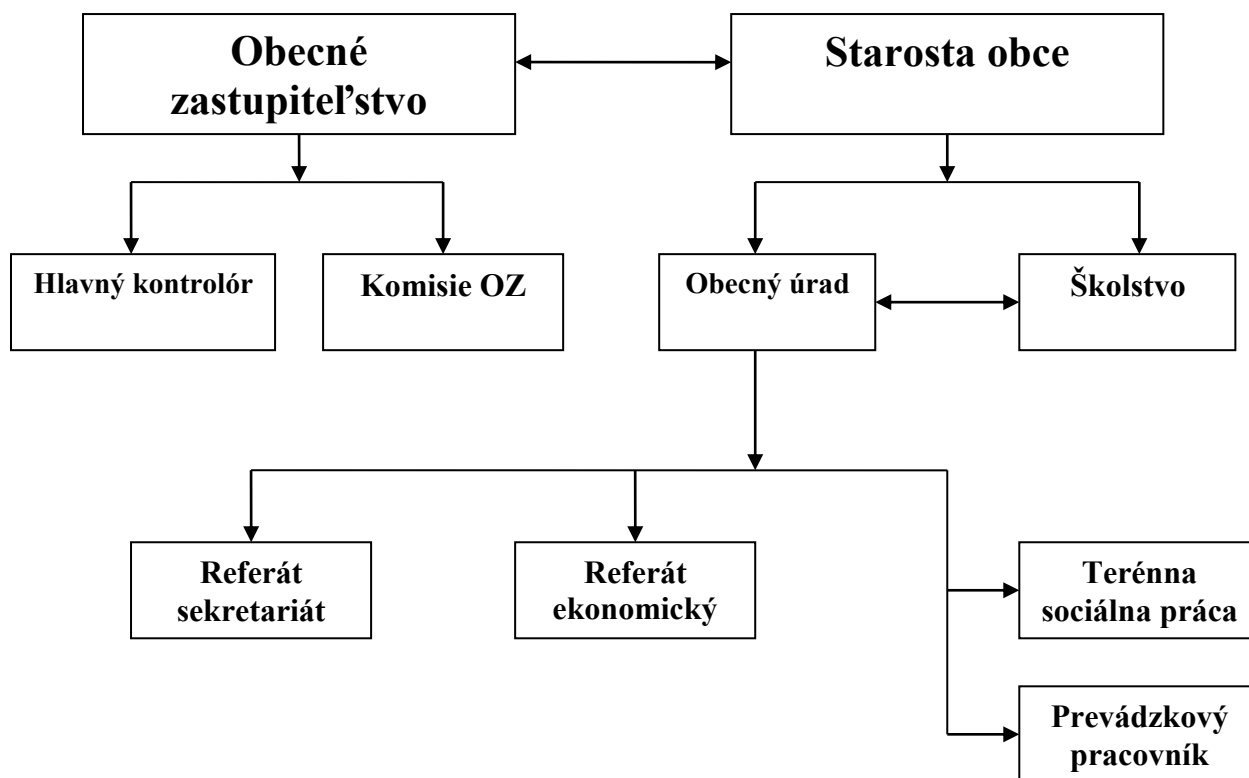 Obecné
zastupiteľstvo
Starosta obce
Hlavný kontrolór
Komisie OZ
Obecný úrad
Školstvo
Referát
sekretariát
Referát
ekonomický
Terénna
sociálna práca
Prevádzkový
pracovník